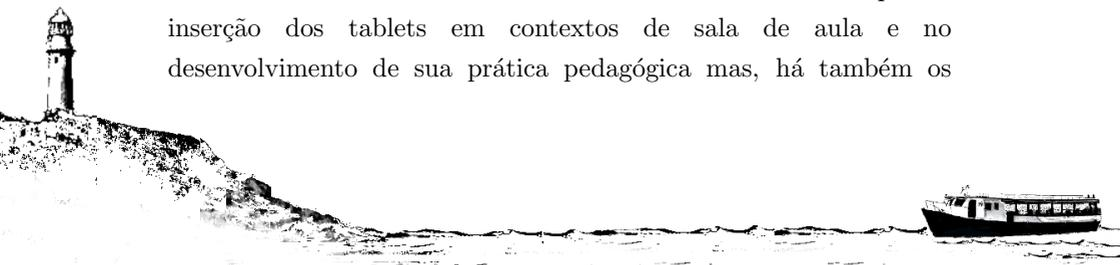 inserção dos tablets em contextos de sala de aula e no
desenvolvimento de sua prática pedagógica mas, há também os